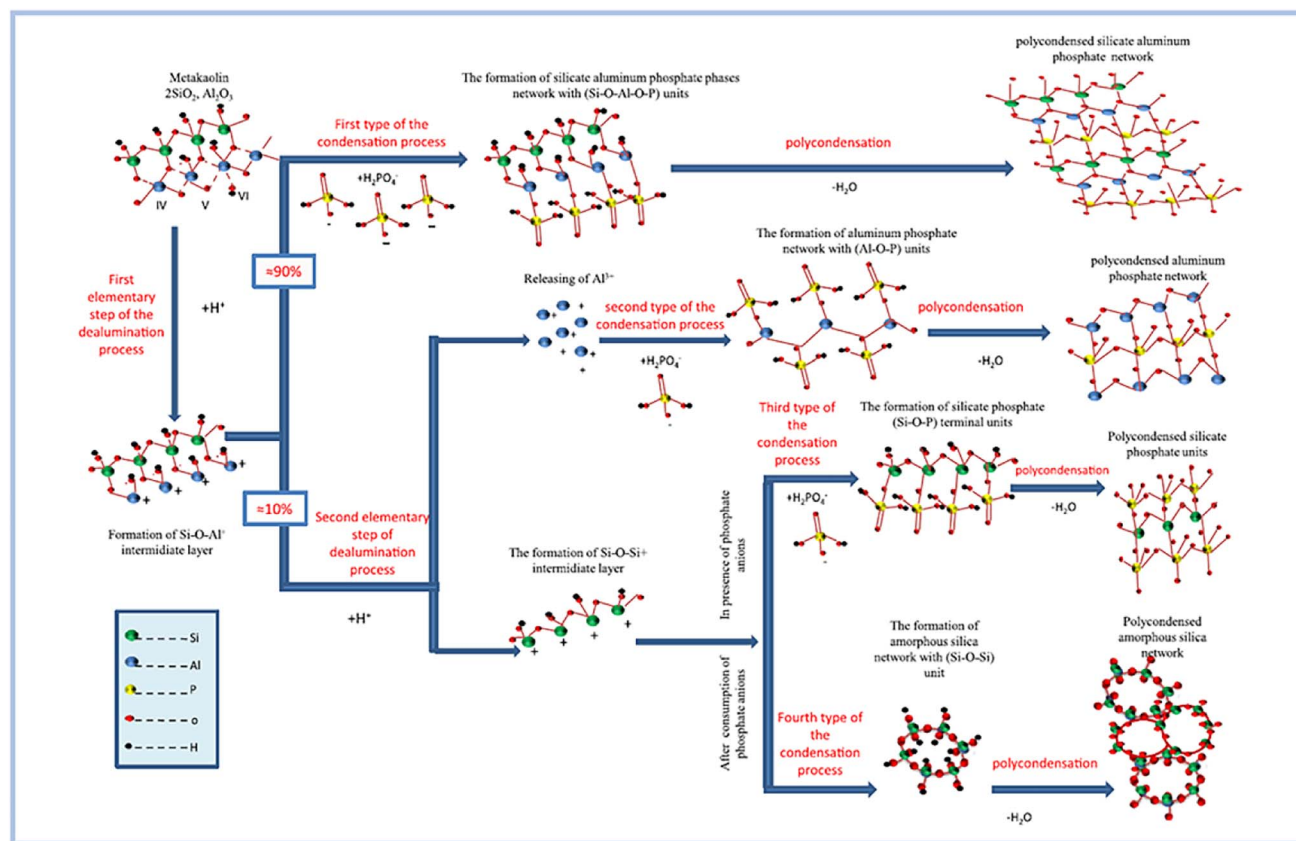 Metakaolin
2SiO₂, Al₂O₃
IV
V
VI
First type of the
condensation process
+H₂PO₄⁻
The formation of silicate aluminum phosphate phases
network with (Si-O-Al-O-P) units
polycondensation
-H₂O
polycondensed silicate aluminum
phosphate network
First
elementary
step of the
dealumination
process
+H⁺
≈90%
≈10%
Formation of Si-O-Al⁺
intermidiate layer
Second elementary
step of
dealumination
process
+H⁺
Releasing of Al³⁺
second type of the
condensation process
+H₂PO₄⁻
The formation of aluminum phosphate
network with (Al-O-P) units
polycondensation
-H₂O
polycondensed aluminum
phosphate network
The formation of Si-O-Si+
intermidiate layer
In presence of phosphate
anions
After consumption of
phosphate anions
Third type of
the
condensation
process
+H₂PO₄⁻
The formation of silicate phosphate
(Si-O-P) terminal units
polycondensation
-H₂O
Polycondensed silicate
phosphate units
Fourth type of
the
condensation
process
The formation of
amorphous silica
network with (Si-O-Si)
unit
polycondensation
-H₂O
Polycondensed
amorphous silica
network
Si
Al
P
o
H